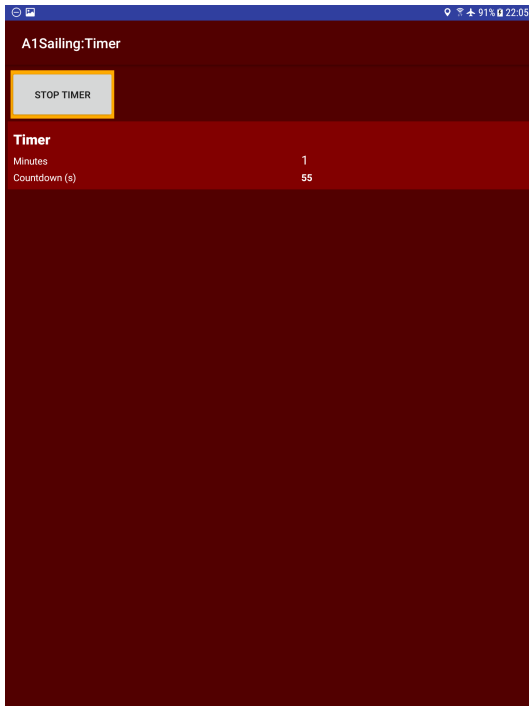 91% 22:05
A1Sailing:Timer
STOP TIMER
Timer
Minutes 1
Countdown (s) 55